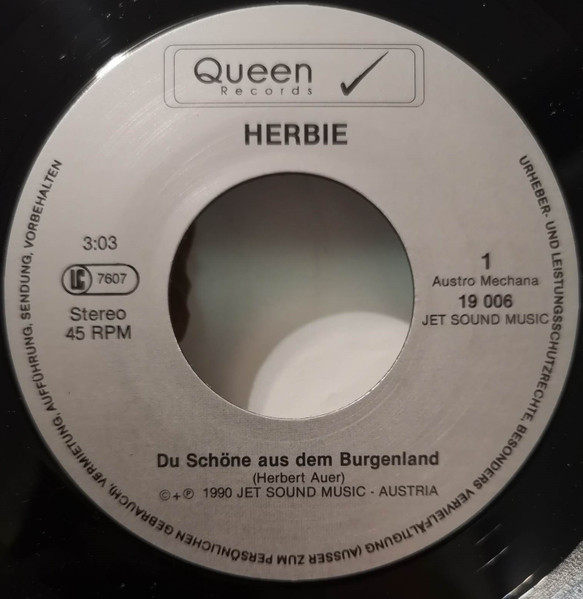 Queen
Records
HERBIE
3:03
LC 7607
Stereo
45 RPM
1
Austro Mechana
19 006
JET SOUND MUSIC
Du Schöne aus dem Burgenland
(Herbert Auer)
©+℗ 1990 JET SOUND MUSIC - AUSTRIA
URHEBER- UND LEISTUNGSSCHUTZRECHTE, BESONDERS VERVIELFÄLTIGUNG (AUSSER ZUM PERSÖNLICHEN GEBRAUCH), VERMIETUNG, AUFFÜHRUNG, SENDUNG, VORBEHALTEN